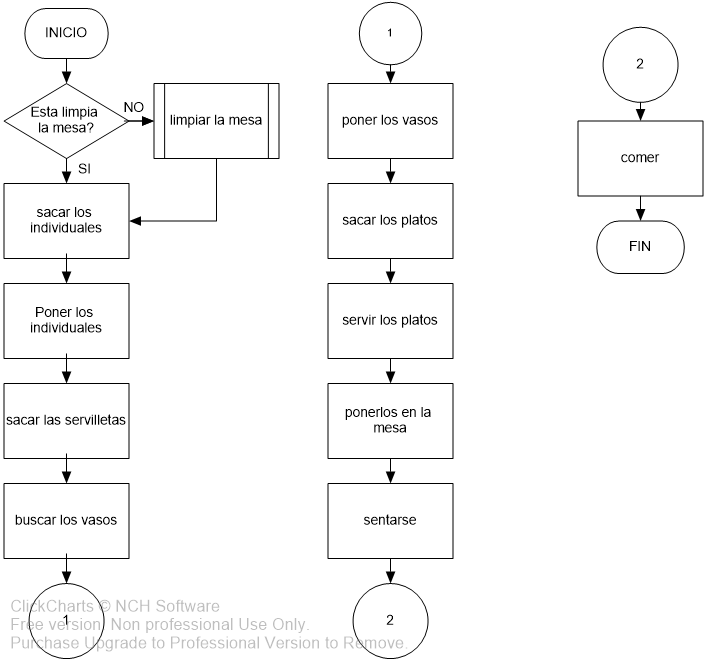 INICIO
Esta limpia
la mesa?
NO
limpiar la mesa
SI
sacar los
individuales
Poner los
individuales
sacar las servilletas
buscar los vasos
1
1
poner los vasos
sacar los platos
servir los platos
ponerlos en la
mesa
sentarse
2
2
comer
FIN
ClickCharts © NCH Software
Free version. Non professional Use Only.
Purchase Upgrade to Professional Version to Remove.